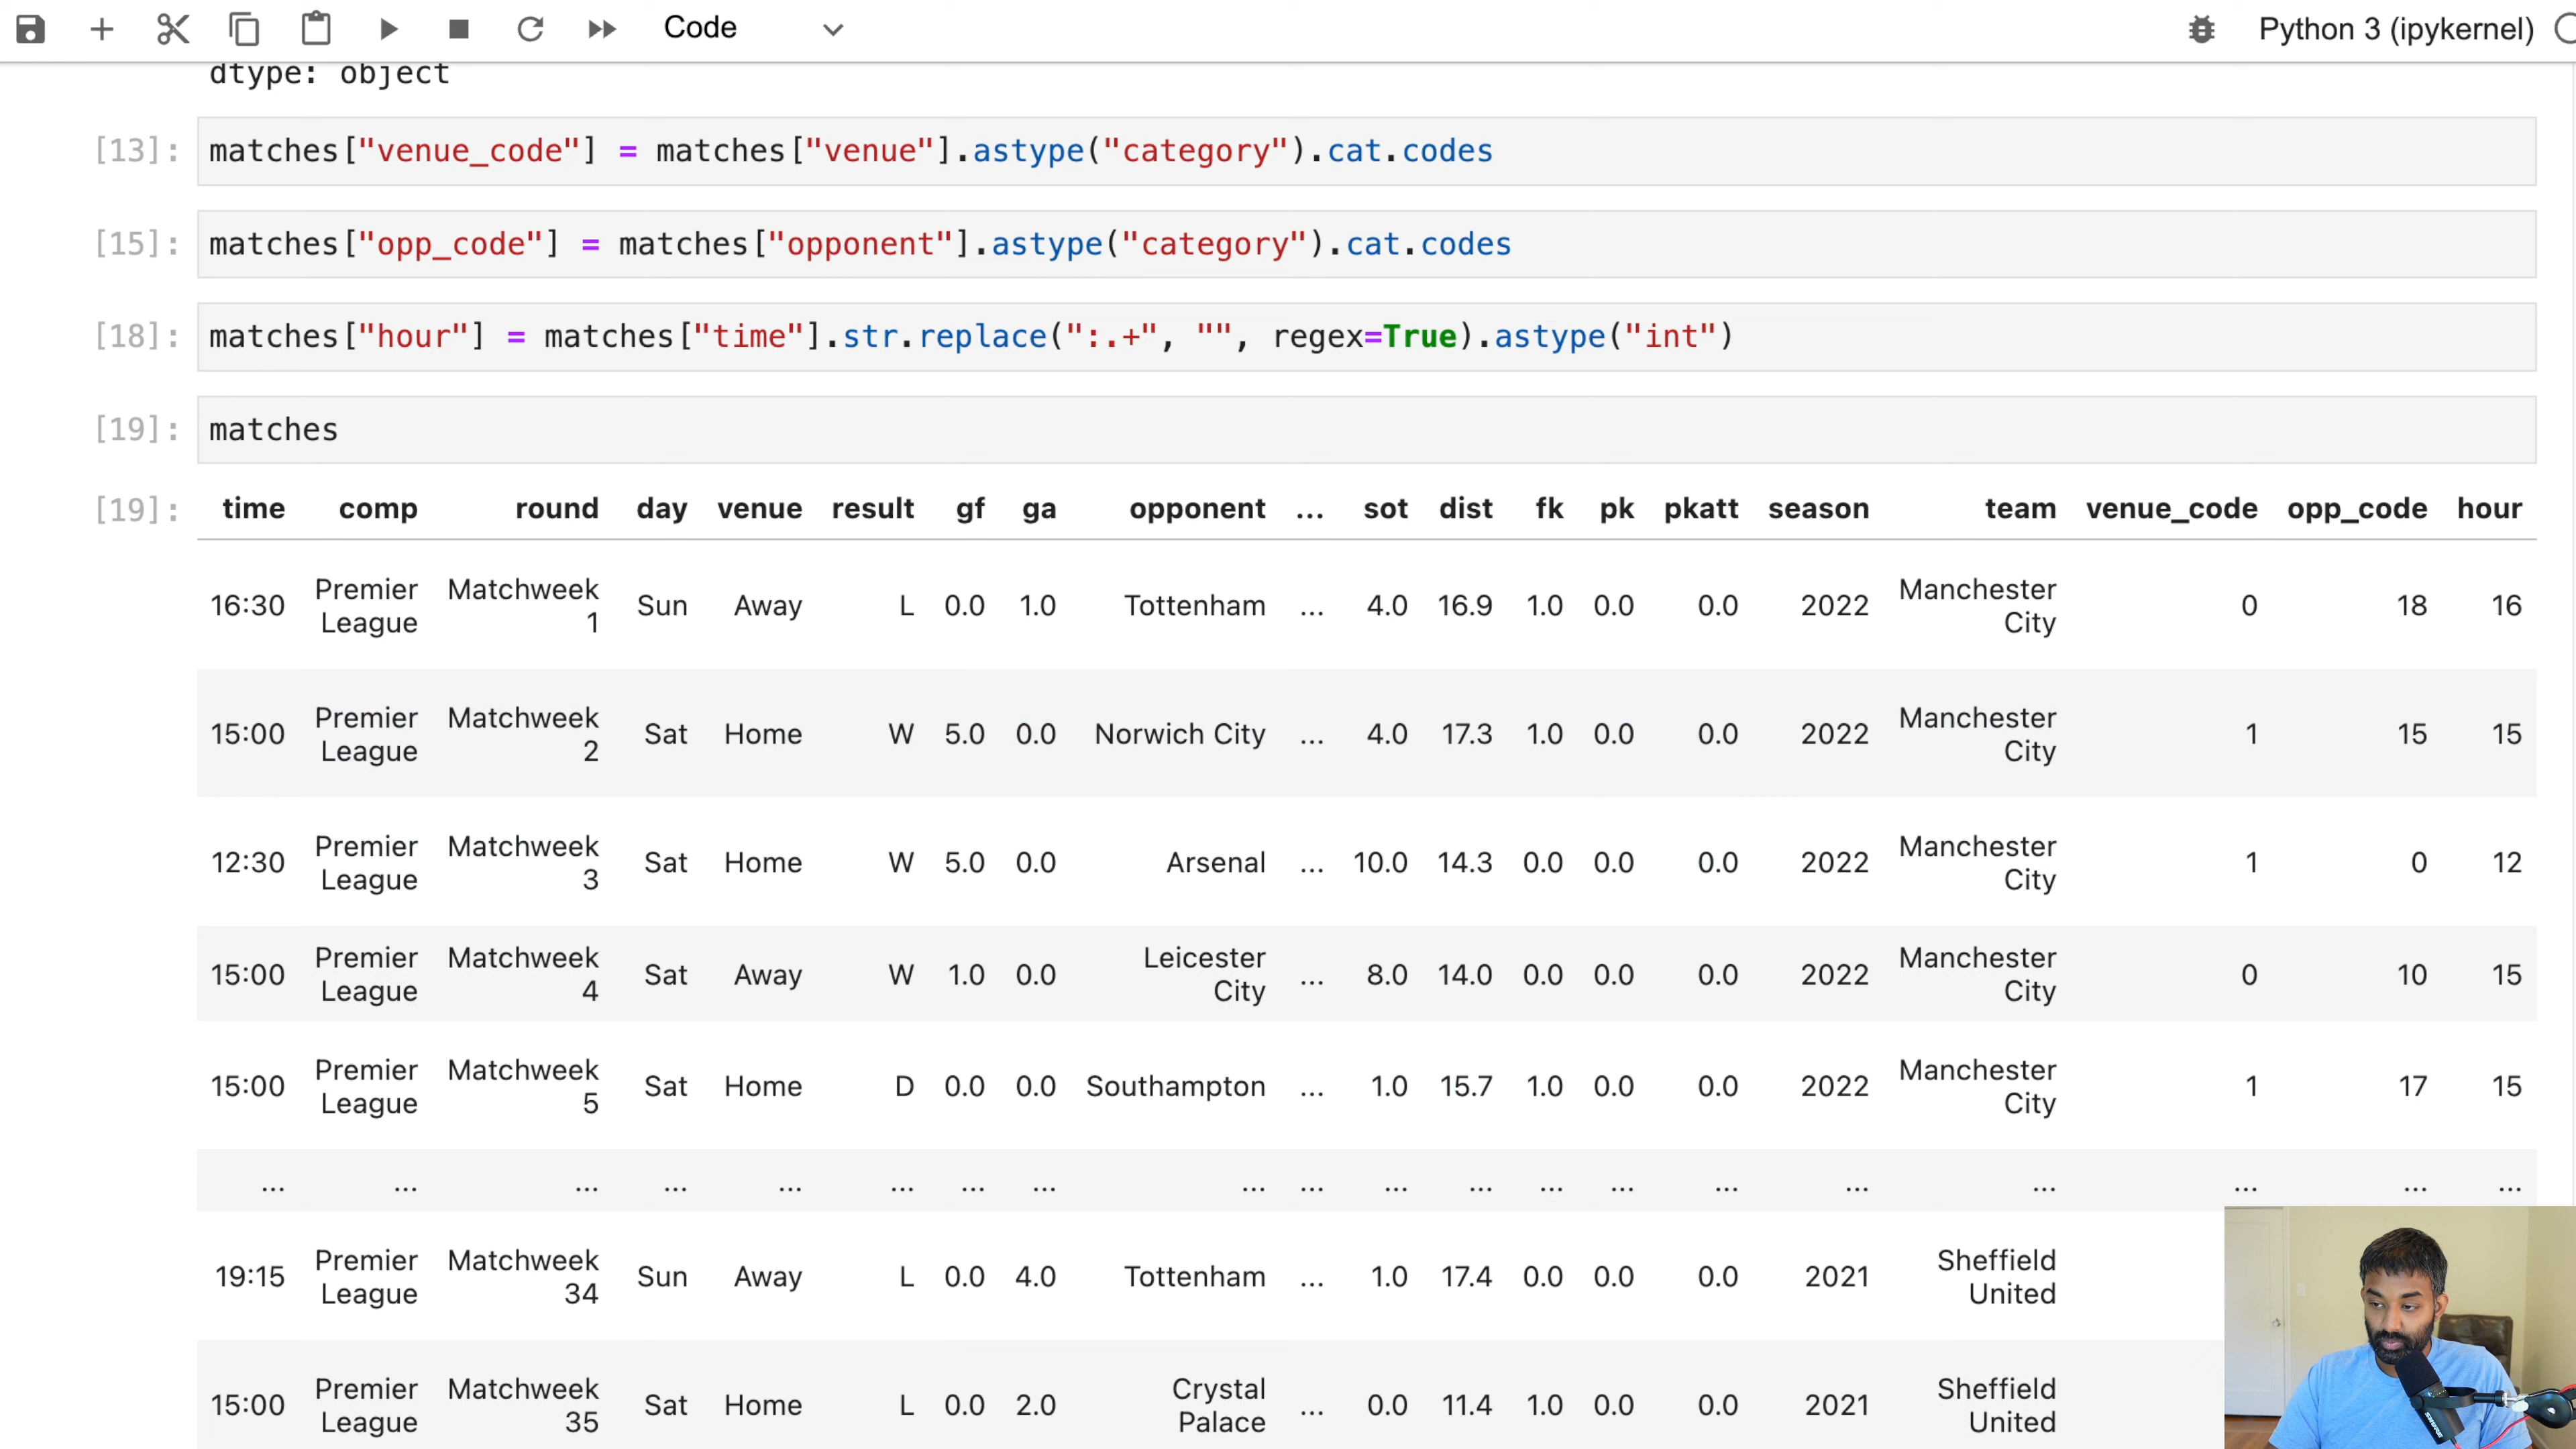 Code
Python 3 (ipykernel)
dtype: object
[13]: matches["venue_code"] = matches["venue"].astype("category").cat.codes
[15]: matches["opp_code"] = matches["opponent"].astype("category").cat.codes
[18]: matches["hour"] = matches["time"].str.replace(":.+", "", regex=True).astype("int")
[19]: matches
[19]: time comp round day venue result gf ga opponent ... sot dist fk pk pkatt season team venue_code opp_code hour
16:30 Premier League Matchweek 1 Sun Away L 0.0 1.0 Tottenham ... 4.0 16.9 1.0 0.0 0.0 2022 Manchester City 0 18 16
15:00 Premier League Matchweek 2 Sat Home W 5.0 0.0 Norwich City ... 4.0 17.3 1.0 0.0 0.0 2022 Manchester City 1 15 15
12:30 Premier League Matchweek 3 Sat Home W 5.0 0.0 Arsenal ... 10.0 14.3 0.0 0.0 0.0 2022 Manchester City 1 0 12
15:00 Premier League Matchweek 4 Sat Away W 1.0 0.0 Leicester City ... 8.0 14.0 0.0 0.0 0.0 2022 Manchester City 0 10 15
15:00 Premier League Matchweek 5 Sat Home D 0.0 0.0 Southampton ... 1.0 15.7 1.0 0.0 0.0 2022 Manchester City 1 17 15
... ... ... ... ... ... ... ... ... ... ... ... ... ... ... ... ... ... ... ...
19:15 Premier League Matchweek 34 Sun Away L 0.0 4.0 Tottenham ... 1.0 17.4 0.0 0.0 0.0 2021 Sheffield United
15:00 Premier League Matchweek 35 Sat Home L 0.0 2.0 Crystal Palace ... 0.0 11.4 1.0 0.0 0.0 2021 Sheffield United